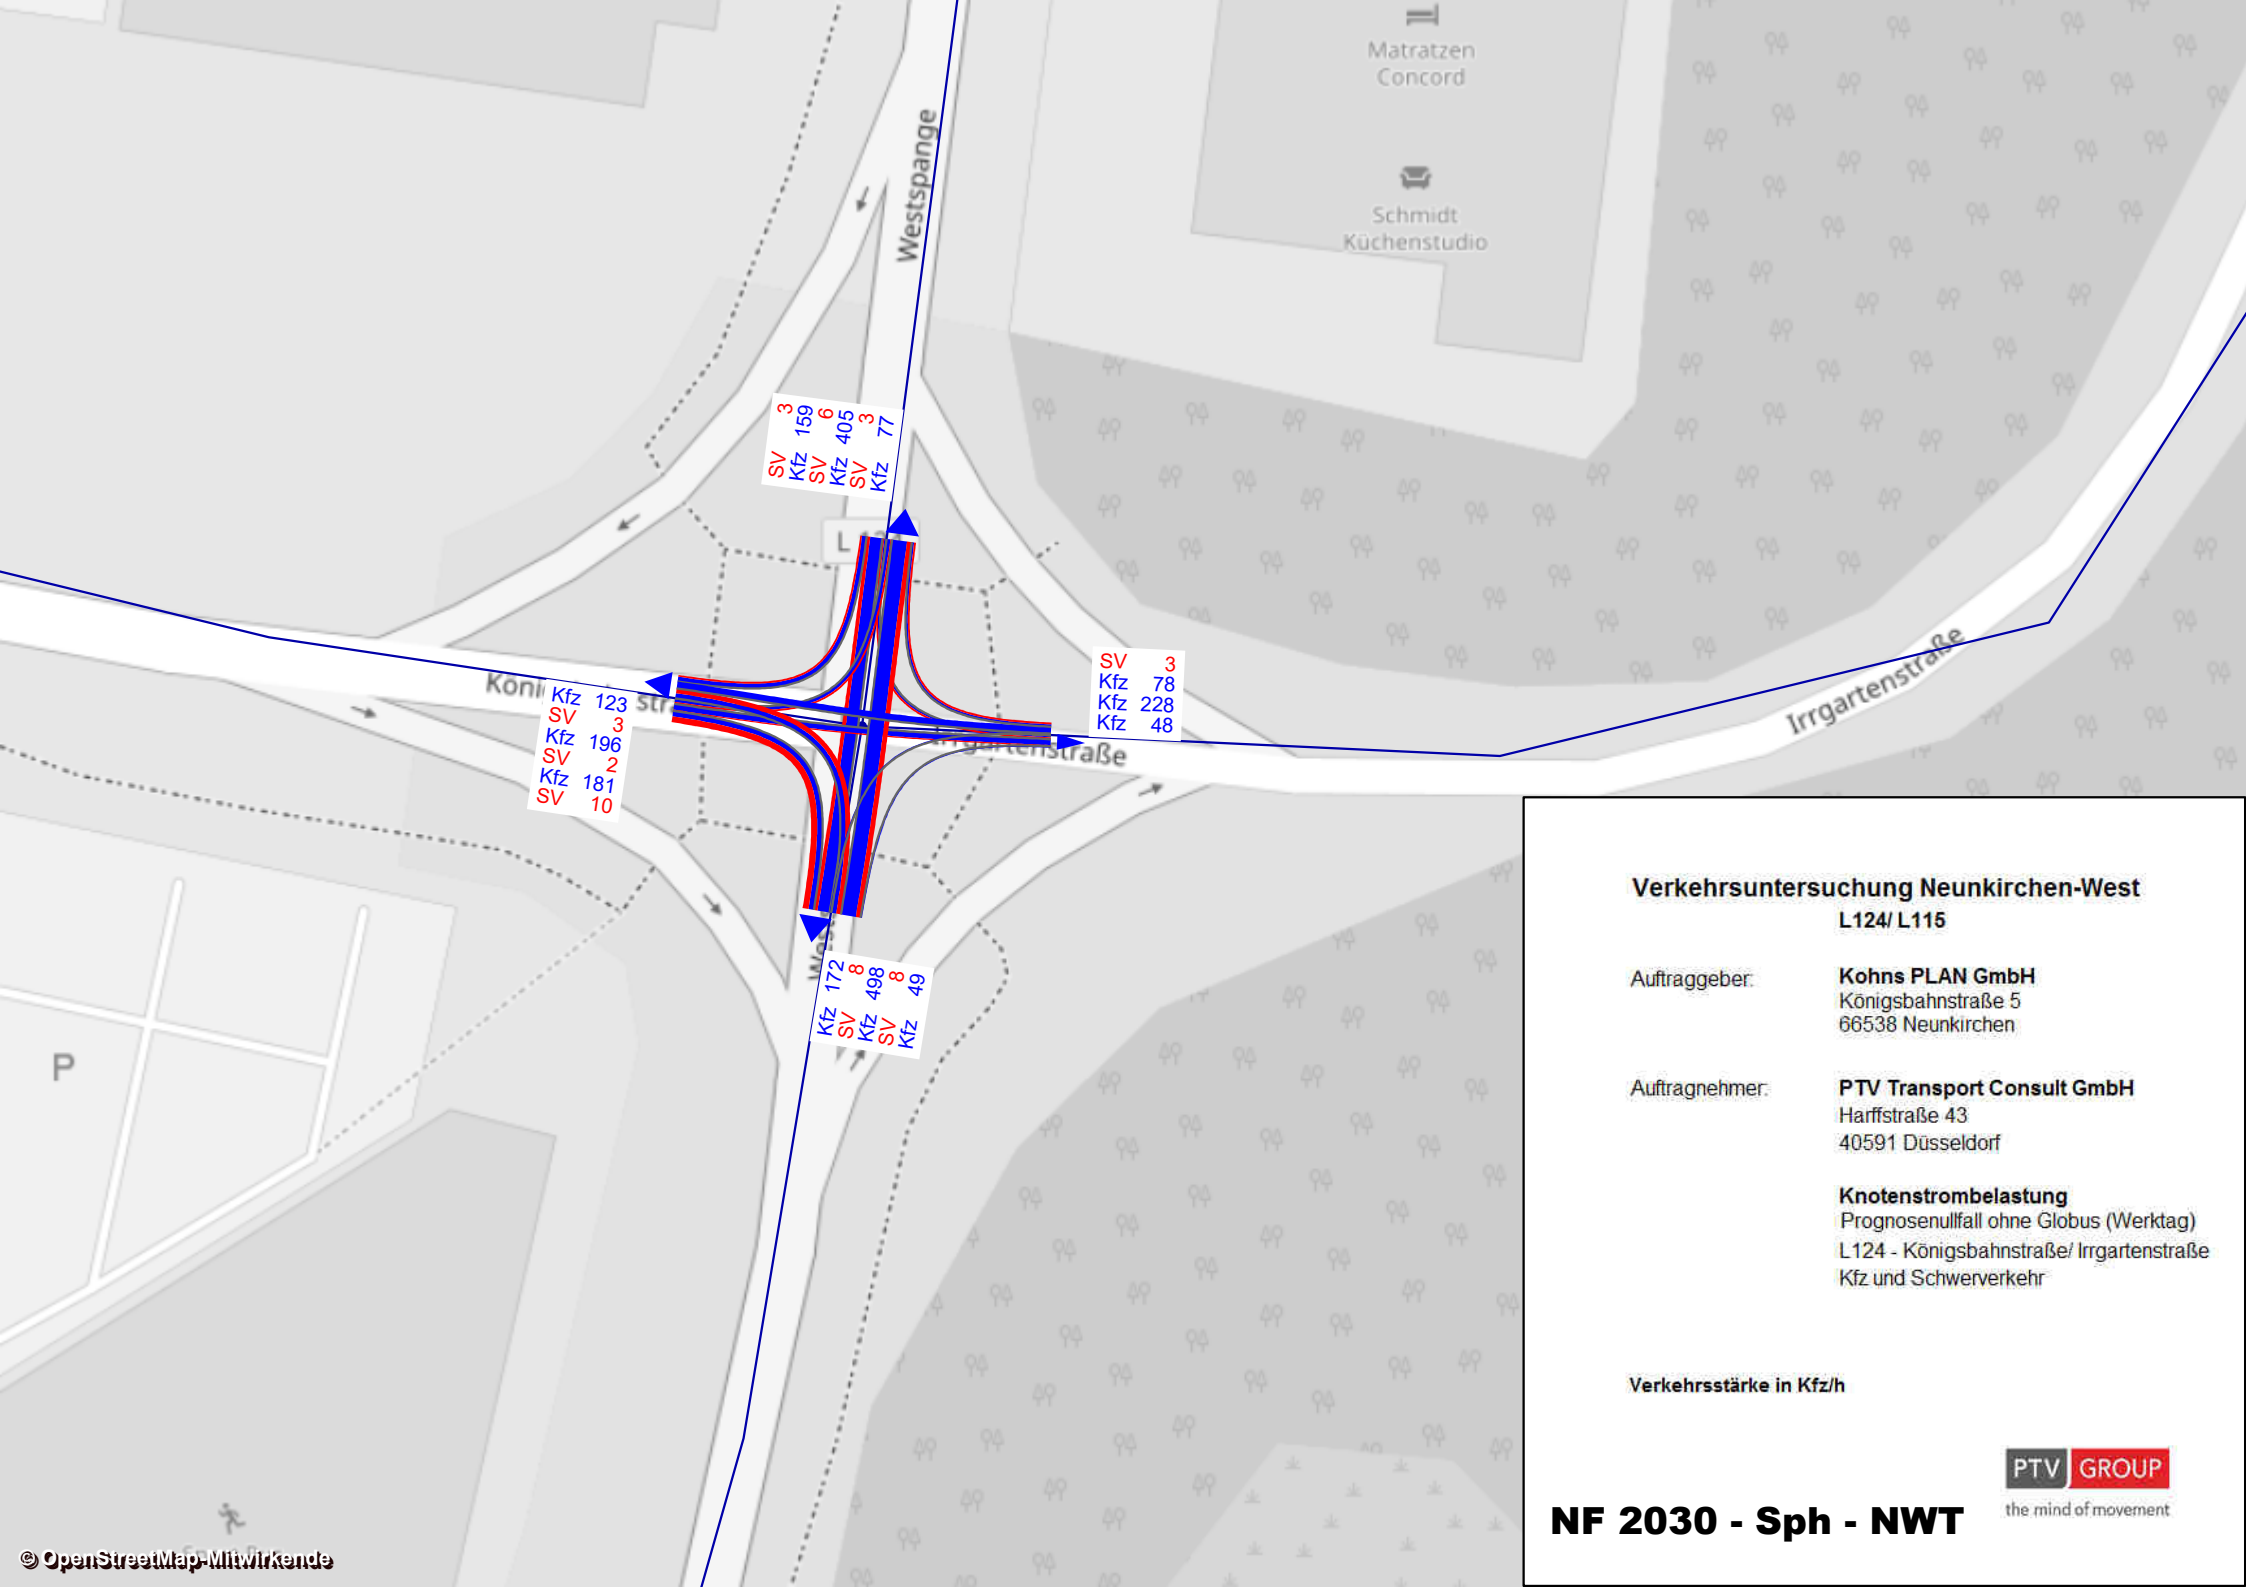 Matratzen
Concord
Westspange
Schmidt
Küchenstudio
SV 3
Kfz 159
SV 6
Kfz 405
SV 3
Kfz 77
L
SV 3
Kfz 78
Kfz 228
Kfz 48
Irrgartenstraße
Irrgartenstraße
Kfz 123
SV 3
Kfz 196
SV 2
Kfz 181
SV 10
Kfz 172
SV 8
Kfz 498
SV 8
Kfz 49
P
Verkehrsuntersuchung Neunkirchen-West
L124/ L115
Auftraggeber: Kohns PLAN GmbH
Königsbahnstraße 5
66538 Neunkirchen
Auftragnehmer: PTV Transport Consult GmbH
Harffstraße 43
40591 Düsseldorf
Knotenstrombelastung
Prognosenullfall ohne Globus (Werktag)
L124 - Königsbahnstraße/ Irrgartenstraße
Kfz und Schwerverkehr
Verkehrsstärke in Kfz/h
PTV GROUP
the mind of movement
NF 2030 - Sph - NWT
© OpenStreetMap-Mitwirkende